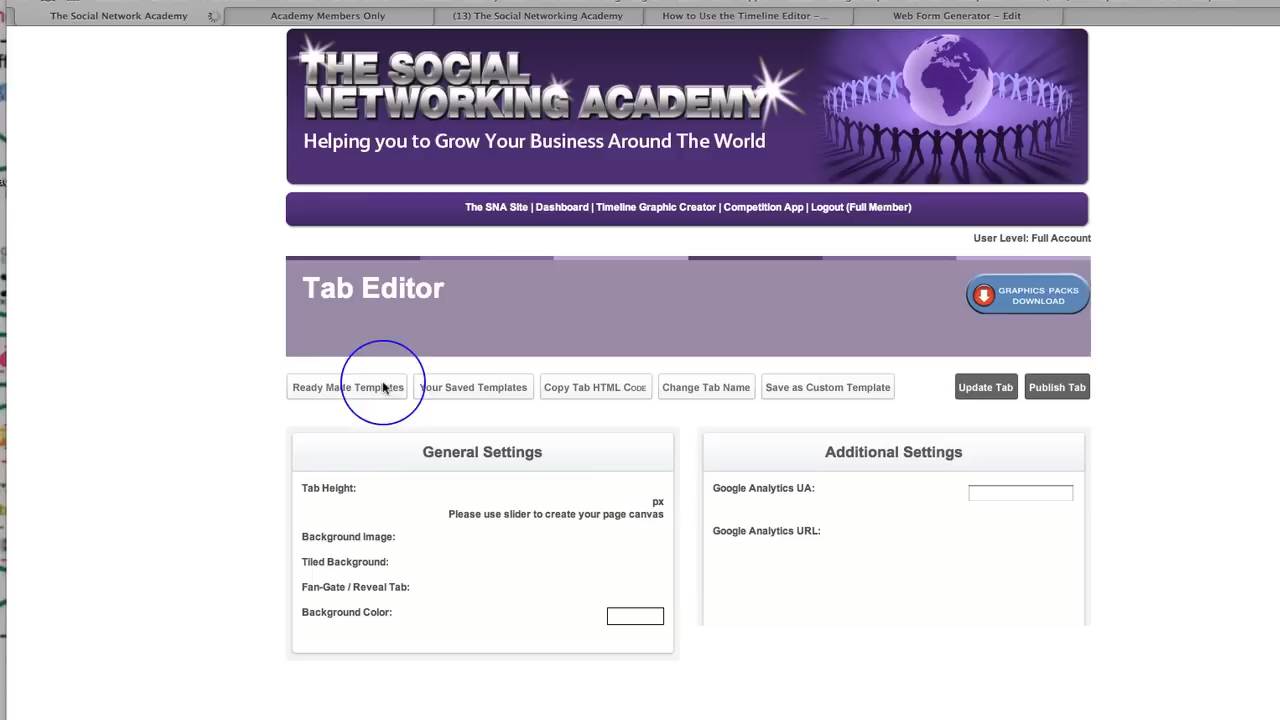 The Social Network Academy
Academy Members Only
(13) The Social Networking Academy
How to Use the Timeline Editor –...
Web Form Generator – Edit
THE SOCIAL
NETWORKING ACADEMY
Helping you to Grow Your Business Around The World
The SNA Site | Dashboard | Timeline Graphic Creator | Competition App | Logout (Full Member)
User Level: Full Account
Tab Editor
GRAPHICS PACKS
DOWNLOAD
Ready Made Templates
Your Saved Templates
Copy Tab HTML Code
Change Tab Name
Save as Custom Template
Update Tab
Publish Tab
General Settings
Tab Height:
px
Please use slider to create your page canvas
Background Image:
Tiled Background:
Fan-Gate / Reveal Tab:
Background Color:
Additional Settings
Google Analytics UA:
Google Analytics URL: